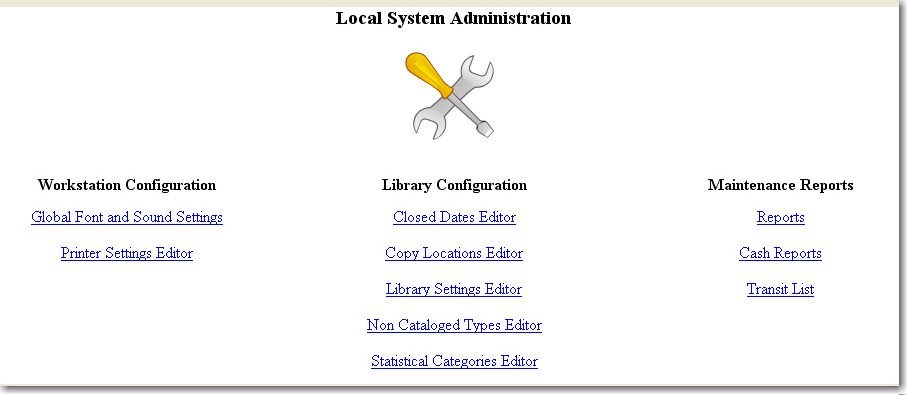 Local System Administration
Workstation Configuration
Global Font and Sound Settings
Printer Settings Editor
Library Configuration
Closed Dates Editor
Copy Locations Editor
Library Settings Editor
Non Cataloged Types Editor
Statistical Categories Editor
Maintenance Reports
Reports
Cash Reports
Transit List